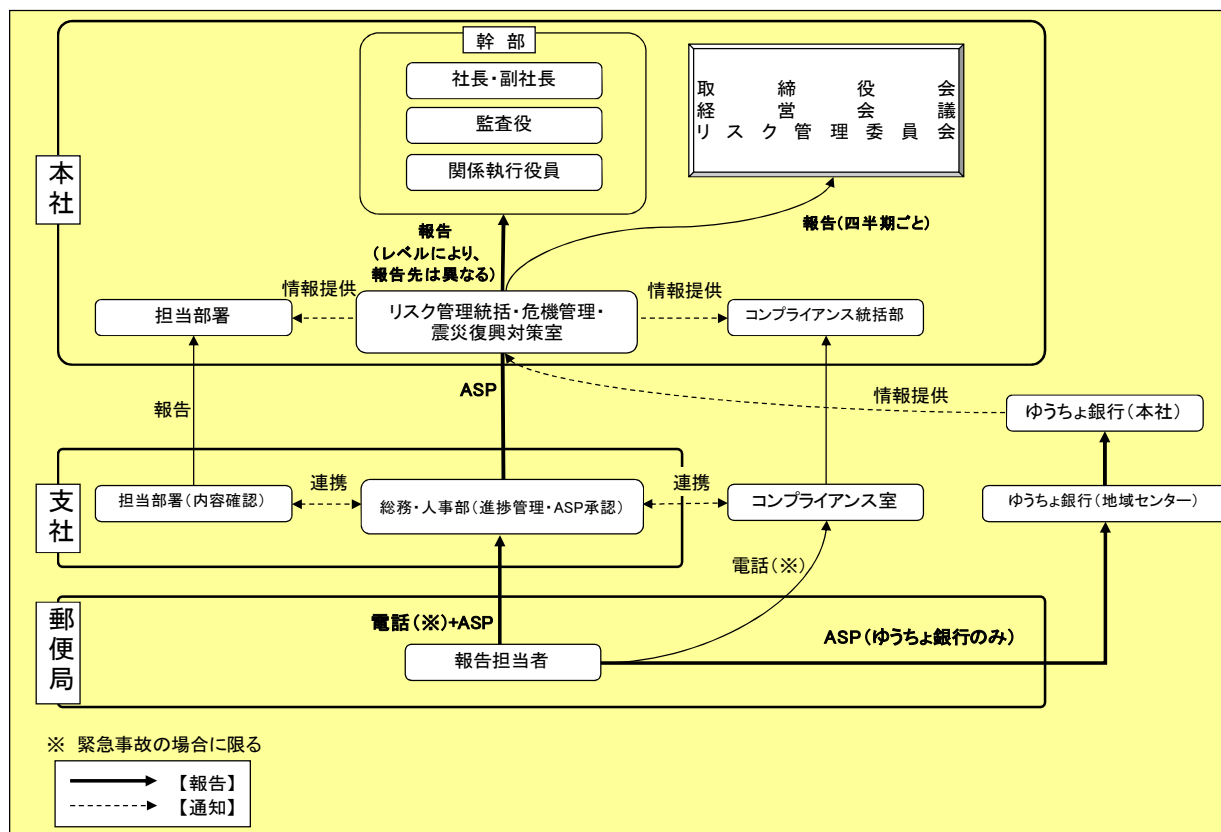 幹 部
社長・副社長
監査役
関係執行役員
取締役会
経営会議
リスク管理委員会
本社
報告
(レベルにより、
報告先は異なる)
報告(四半期ごと)
情報提供
情報提供
担当部署
リスク管理統括・危機管理・
震災復興対策室
コンプライアンス統括部
ASP
情報提供
報告
ゆうちょ銀行(本社)
支社
連携
連携
担当部署(内容確認)
総務・人事部(進捗管理・ASP承認)
コンプライアンス室
ゆうちょ銀行(地域センター)
電話(※)
郵便局
電話(※)+ASP
ASP(ゆうちょ銀行のみ)
報告担当者
※ 緊急事故の場合に限る
【報告】
【通知】